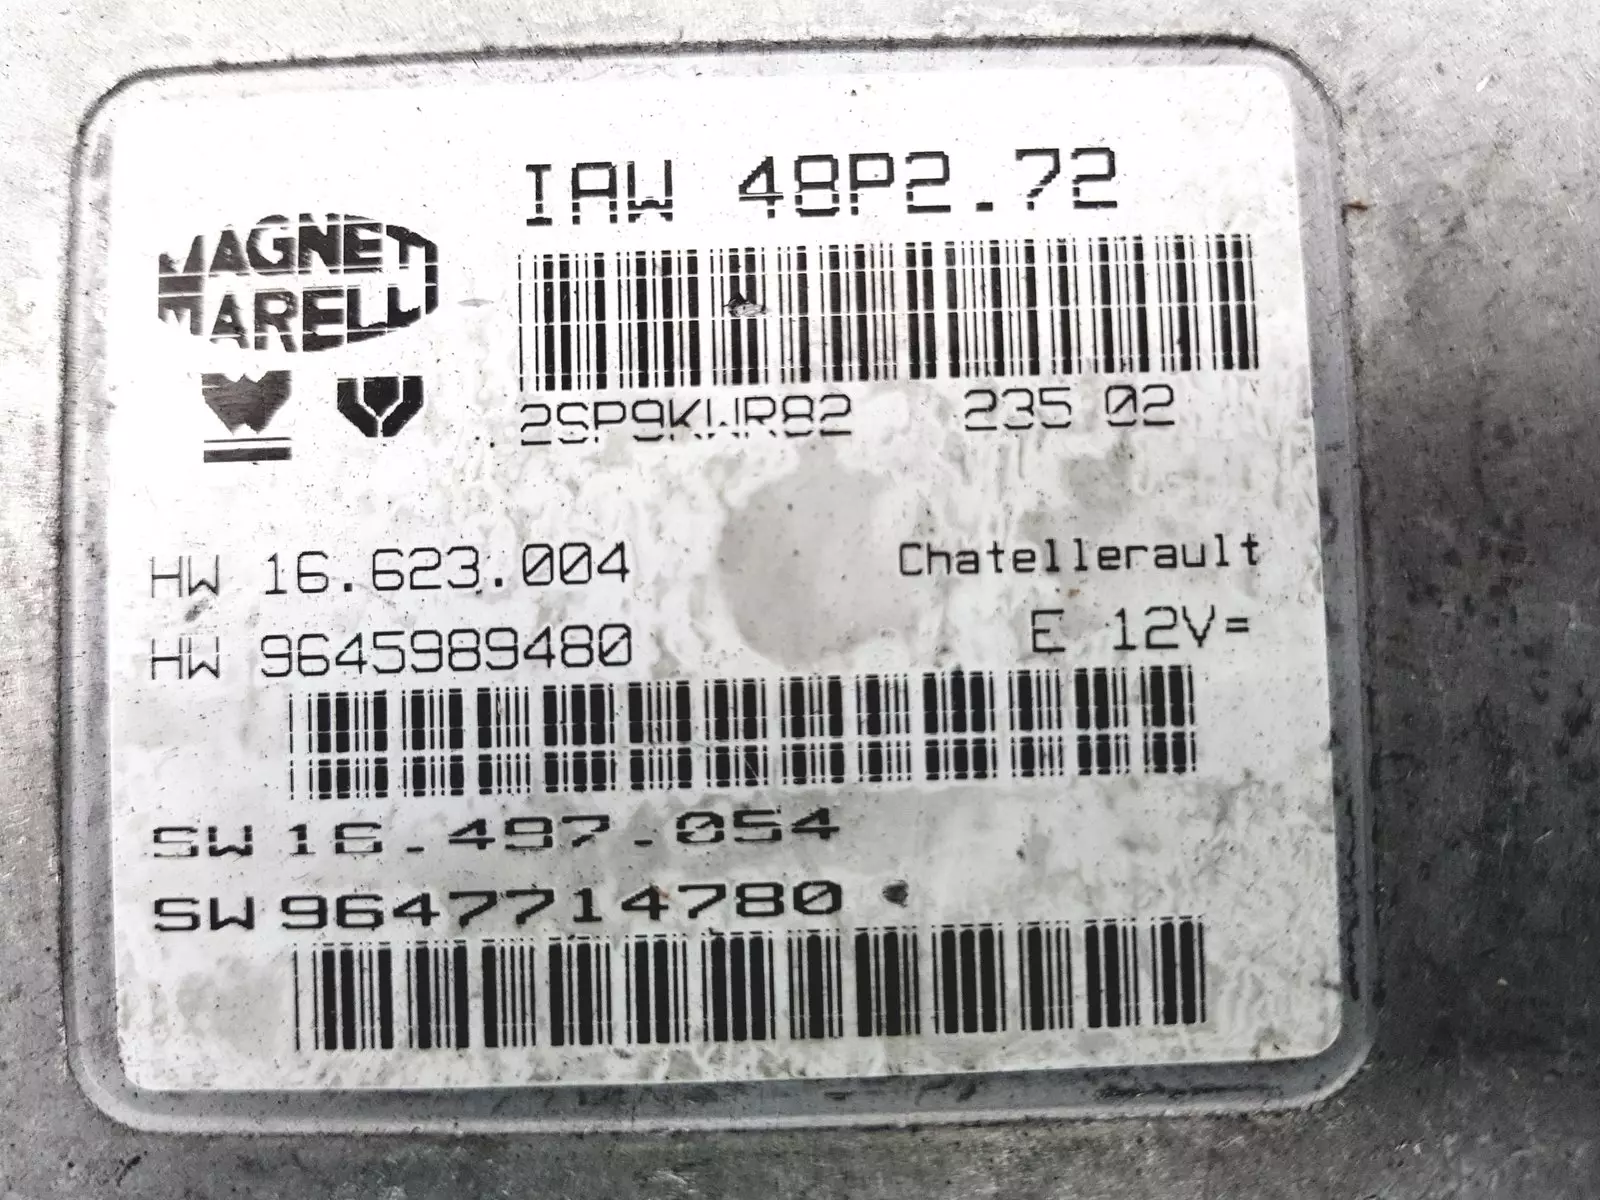 IAW 48P2.72
MAGNETI
MARELLI
2SP9KWR82 235 02
HW 16.623.004
Chatellerault
HW 9645989480
E 12V=
SW 16.497.054
SW 9647714780